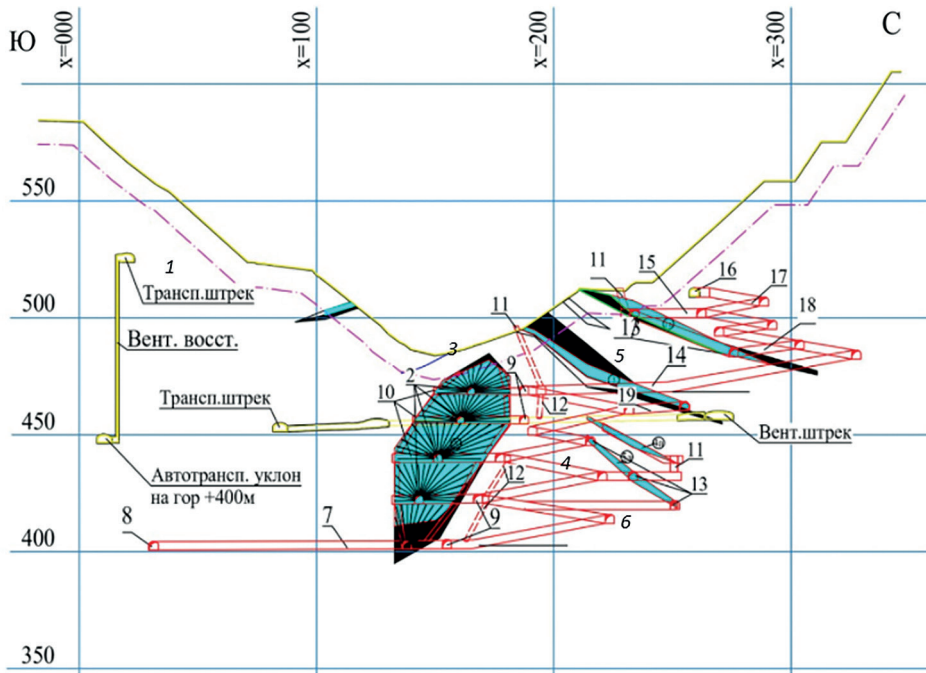 Ю
x=000
x=100
x=200
x=300
С
550
1
Трансп.штрек
11
15
16
17
500
Вент. восст.
11
13
18
3
5
14
2
9
10
Трансп.штрек
12
19
450
Вент.штрек
Автотрансп. уклон
на гор +400м
4
11
12
13
8
7
9
6
400
350